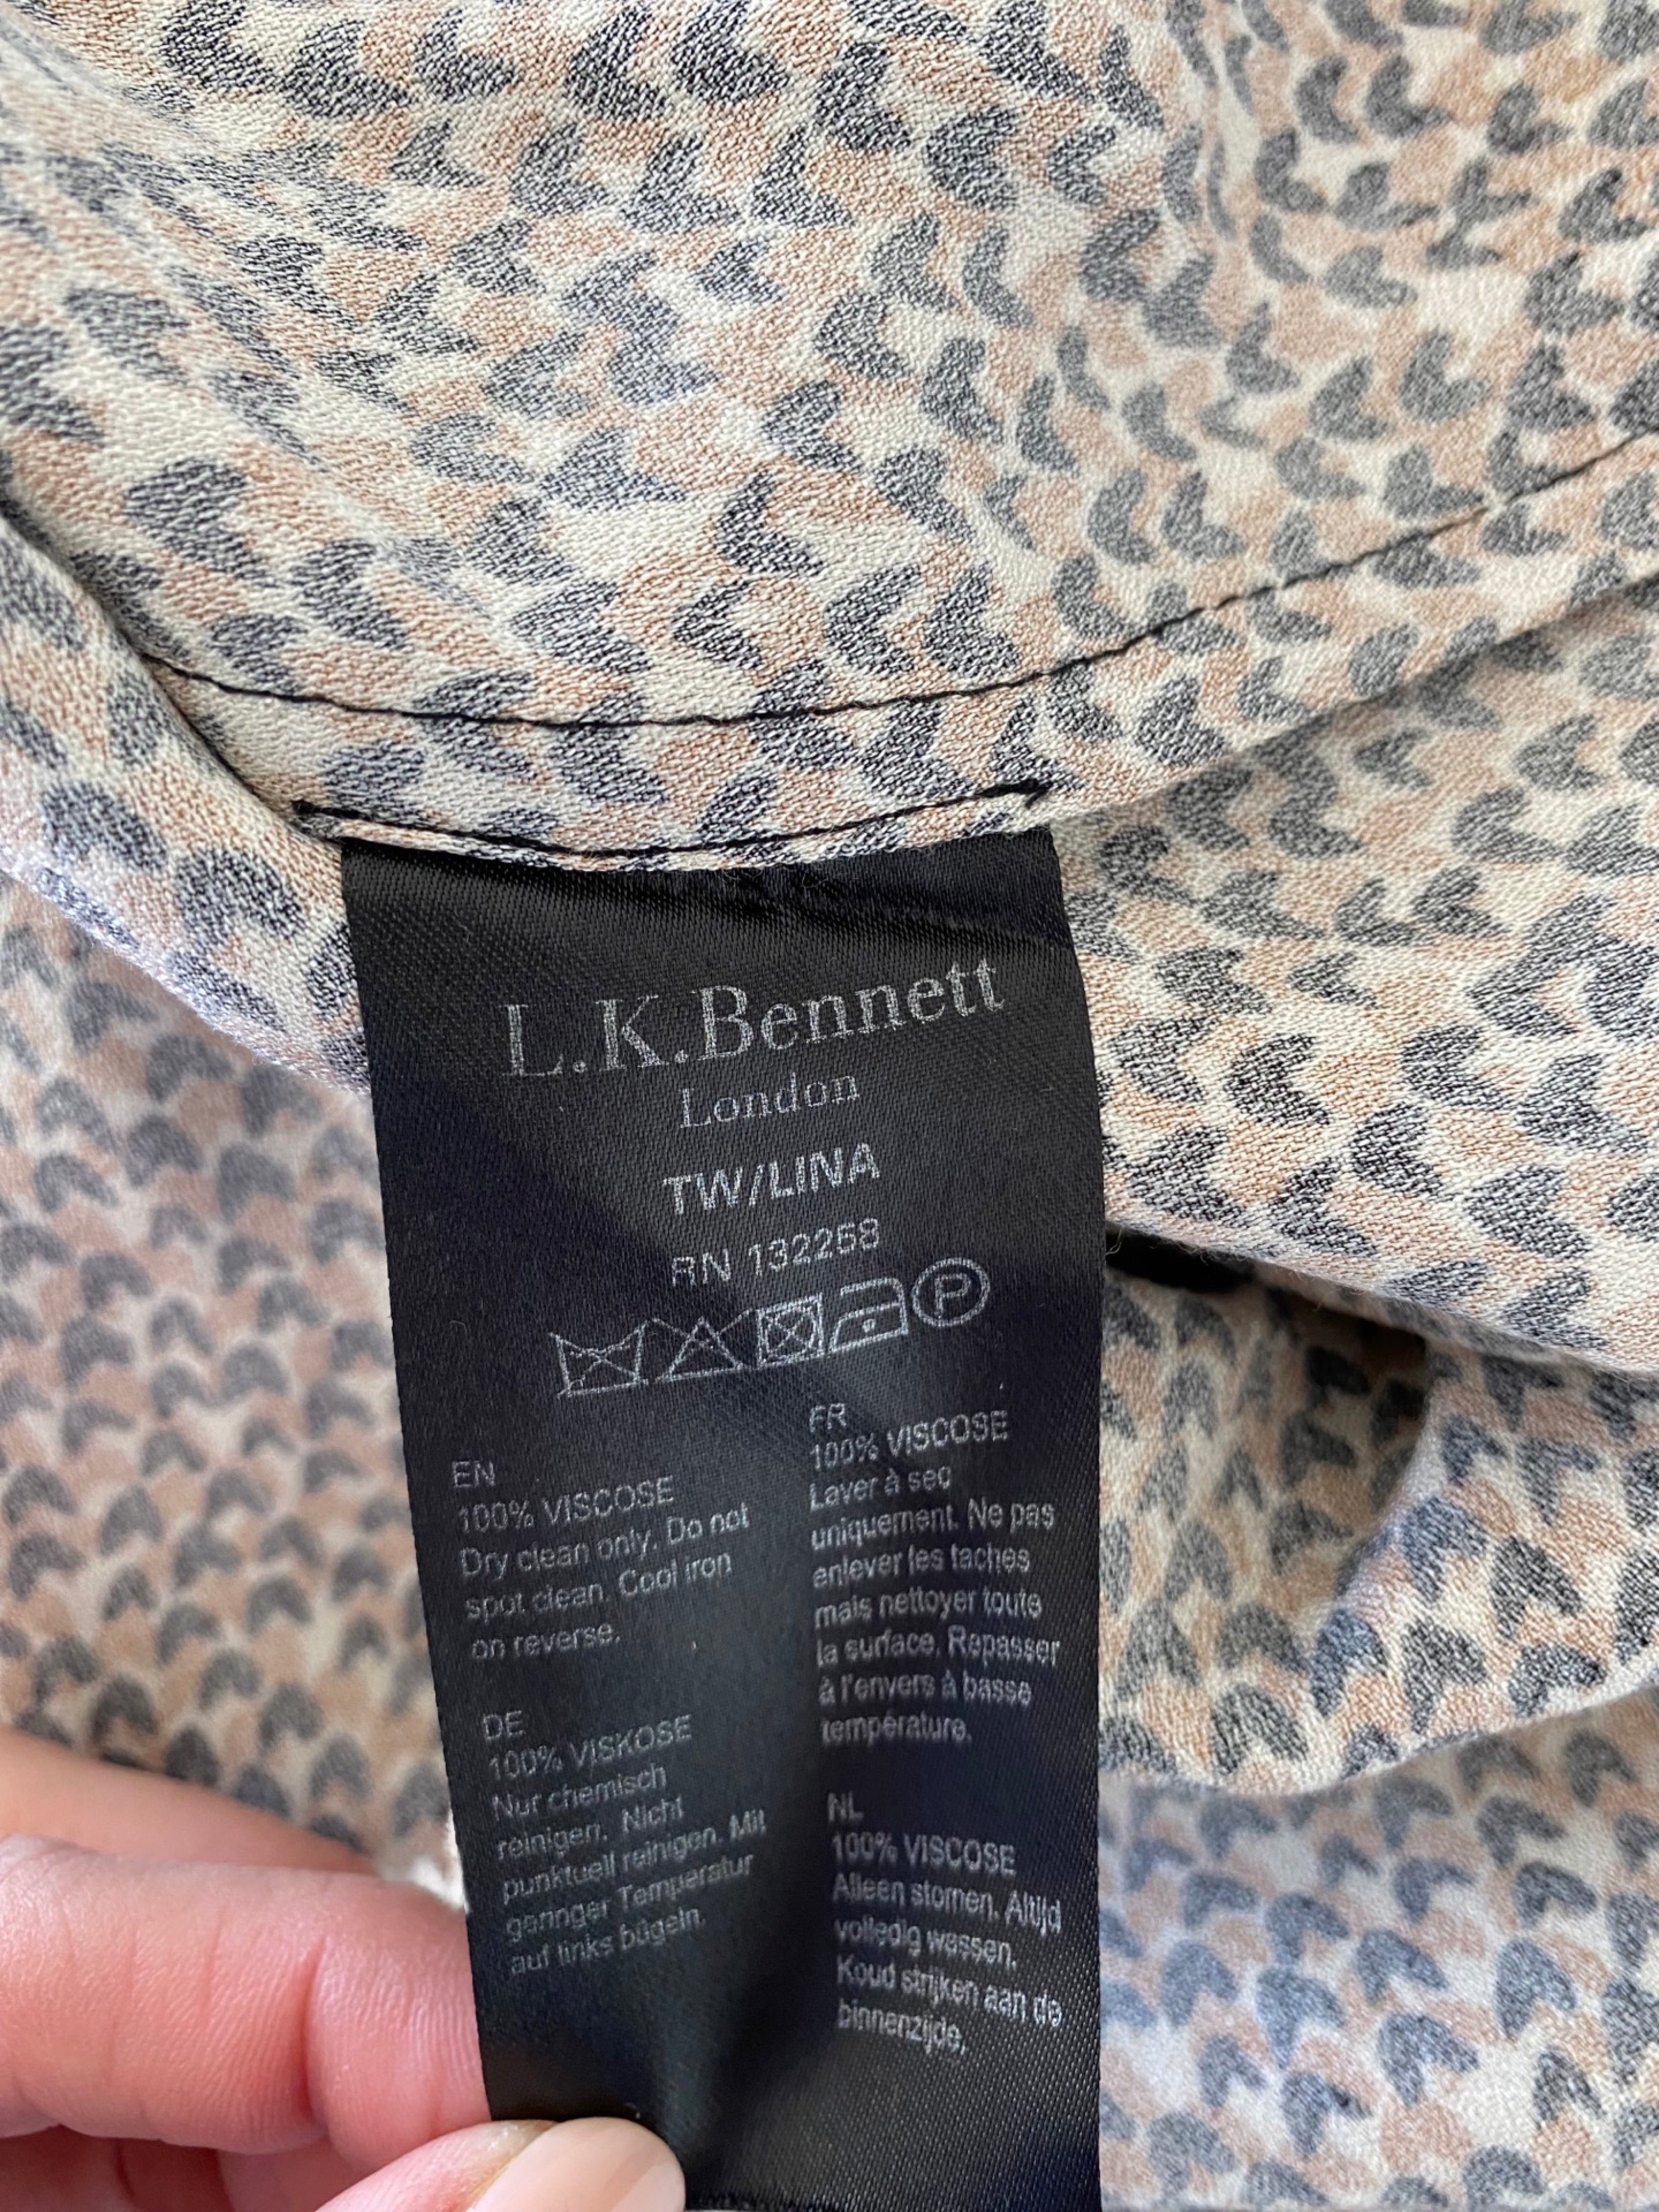 L.K.Bennett
London
TW/LINA
RN 132258
P
EN
100% VISCOSE
Dry clean only. Do not
spot clean. Cool iron
on reverse.
DE
100% VISKOSE
Nur chemisch
reinigen. Nicht
punktuell reinigen. Mit
geringer Temperatur
auf links bügeln.
FR
100% VISCOSE
Laver à sec
uniquement. Ne pas
enlever les taches
mais nettoyer toute
la surface. Repasser
à l'envers à basse
température.
NL
100% VISCOSE
Alleen stomen. Altijd
volledig wassen.
Koud strijken aan de
binnenzijde.